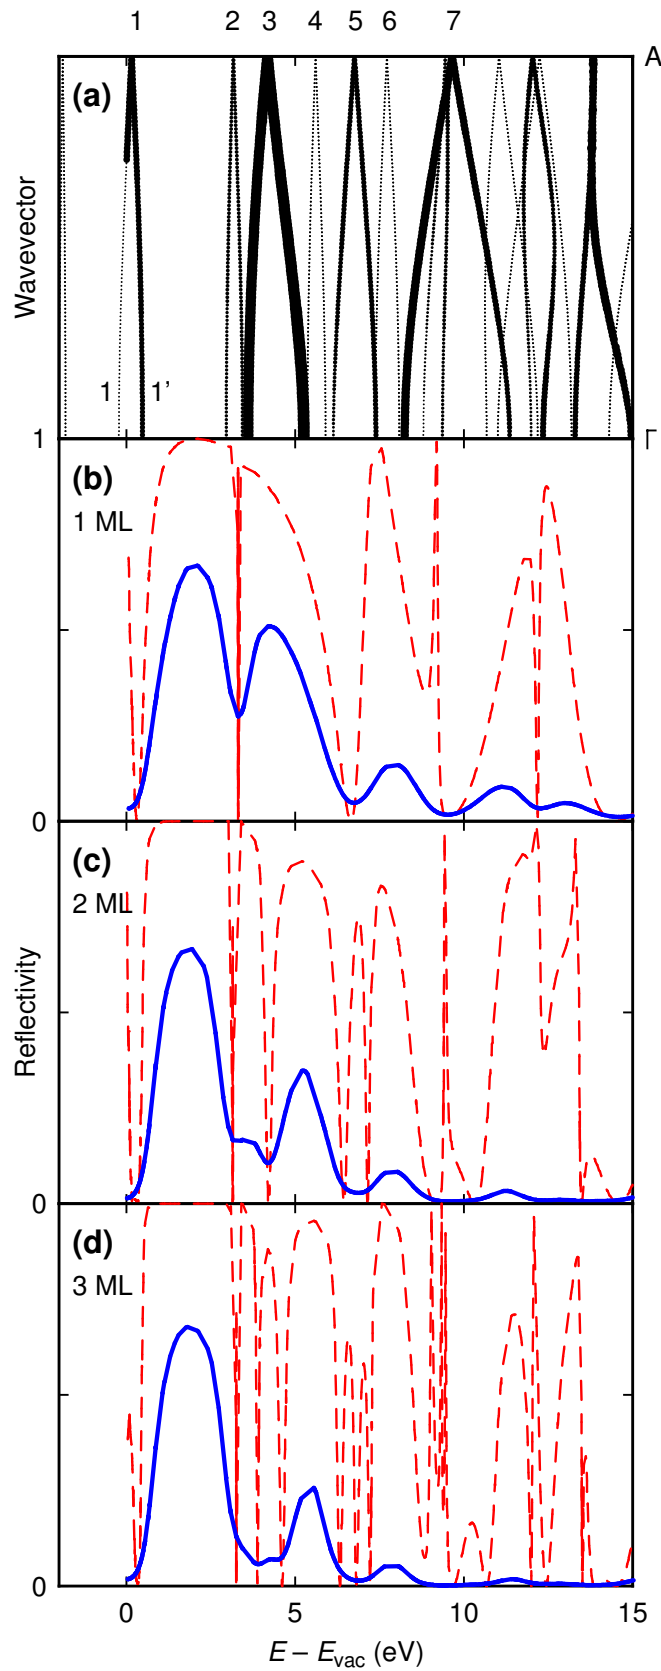 1 2 3 4 5 6 7
(a)
A
Wavevector
1 1'
Γ
1
(b)
1 ML
0
(c)
2 ML
Reflectivity
0
(d)
3 ML
0
0 5 10 15
E – Evac (eV)